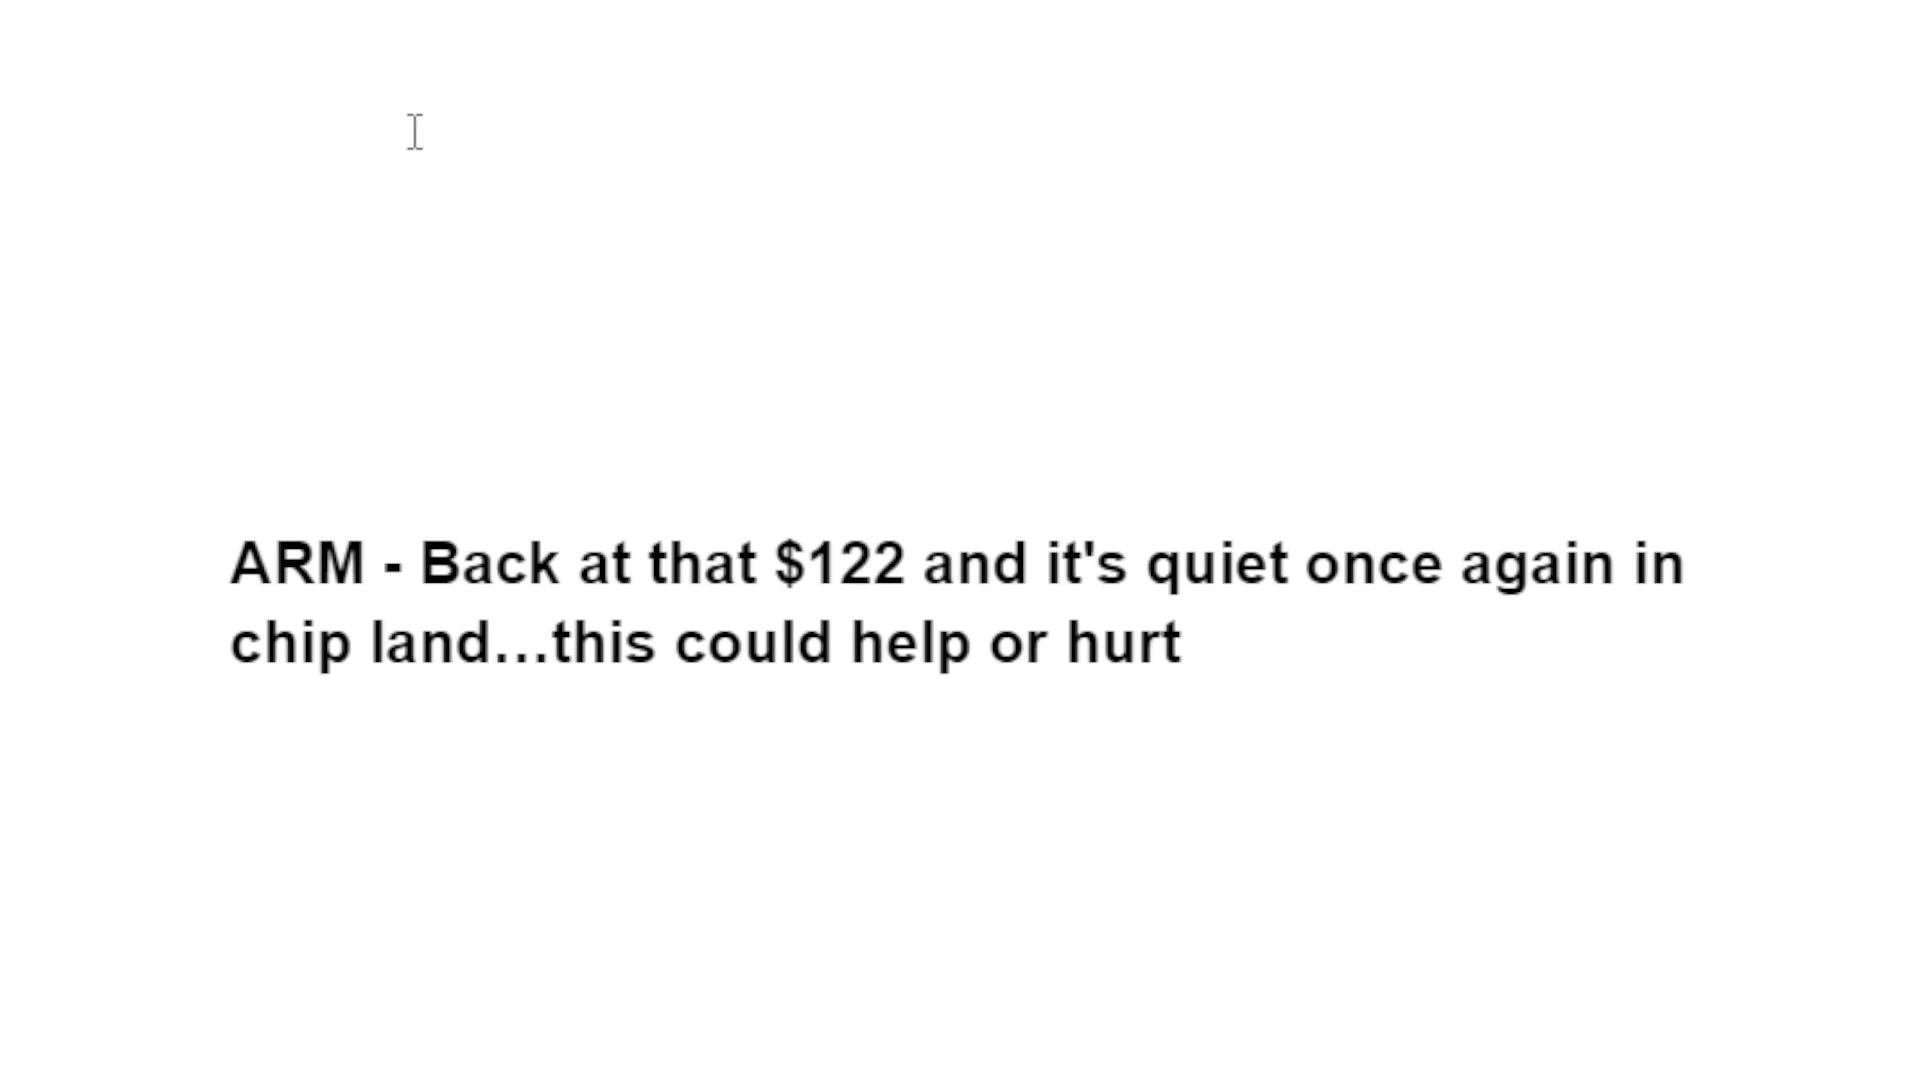 ARM - Back at that $122 and it's quiet once again in
chip land...this could help or hurt